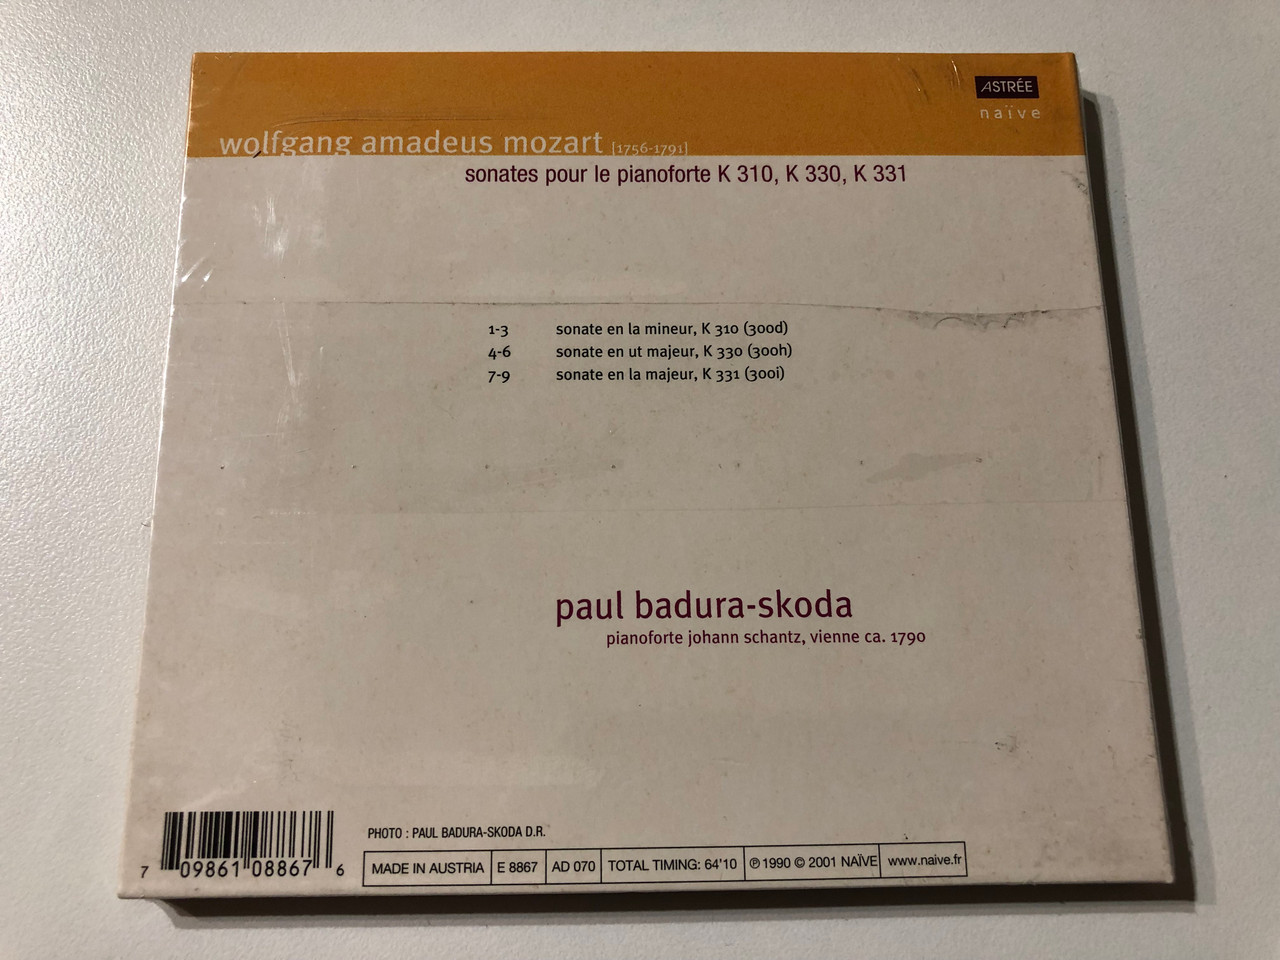 ASTRÉE
naïve
wolfgang amadeus mozart [1756-1791]
sonates pour le pianoforte K 310, K 330, K 331
1-3 sonate en la mineur, K 310 (300d)
4-6 sonate en ut majeur, K 330 (300h)
7-9 sonate en la majeur, K 331 (300i)
paul badura-skoda
pianoforte johann schantz, vienne ca. 1790
PHOTO : PAUL BADURA-SKODA D.R.
7 09861 08867 6
MADE IN AUSTRIA E 8867 AD 070 TOTAL TIMING: 64'10 ℗ 1990 © 2001 NAÏVE www.naive.fr